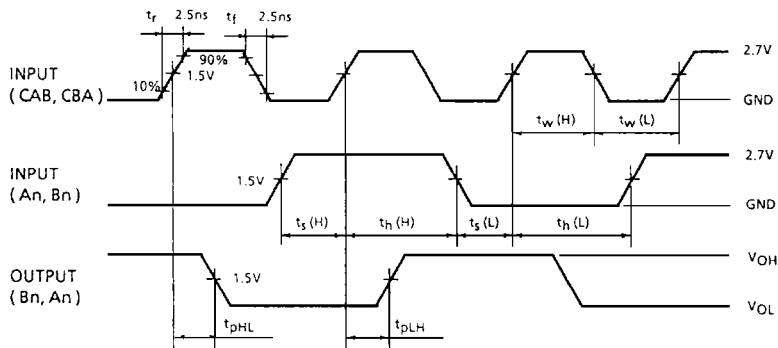 tr 2.5ns tf 2.5ns
INPUT
(CAB, CBA)
10% 90% 1.5V
2.7V
GND
tw (H) tw (L)
INPUT
(An, Bn)
1.5V
2.7V
GND
ts (H) th (H) ts (L) th (L)
OUTPUT
(Bn, An)
1.5V
VOH
VOL
tpHL tpLH